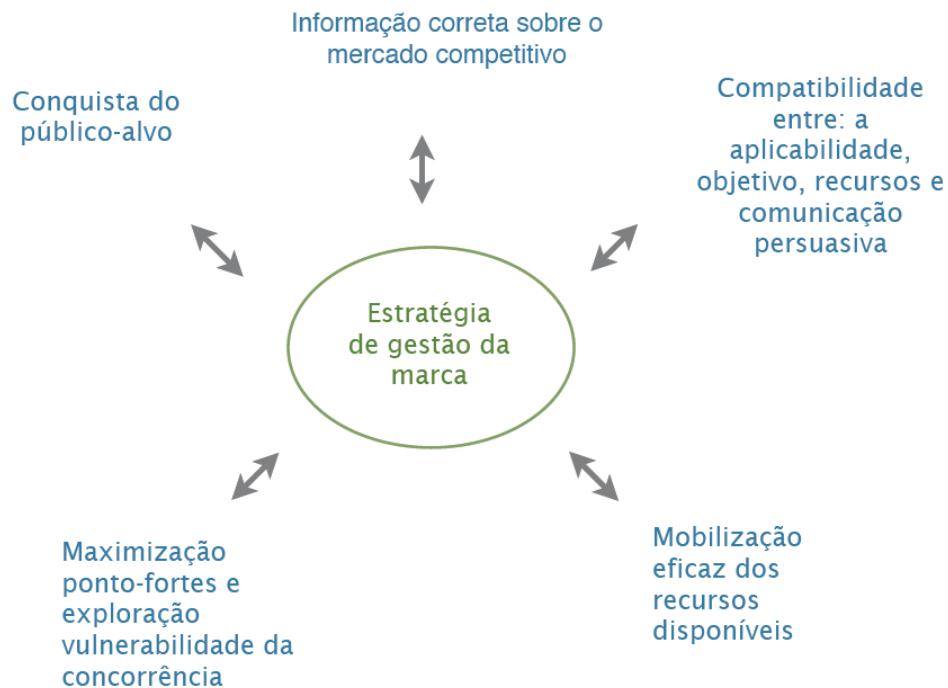 Informação correta sobre o
mercado competitivo
Conquista do
público-alvo
Compatibilidade
entre: a
aplicabilidade,
objetivo, recursos e
comunicação
persuasiva
Estratégia
de gestão da
marca
Maximização
ponto-fortes e
exploração
vulnerabilidade da
concorrência
Mobilização
eficaz dos
recursos
disponíveis